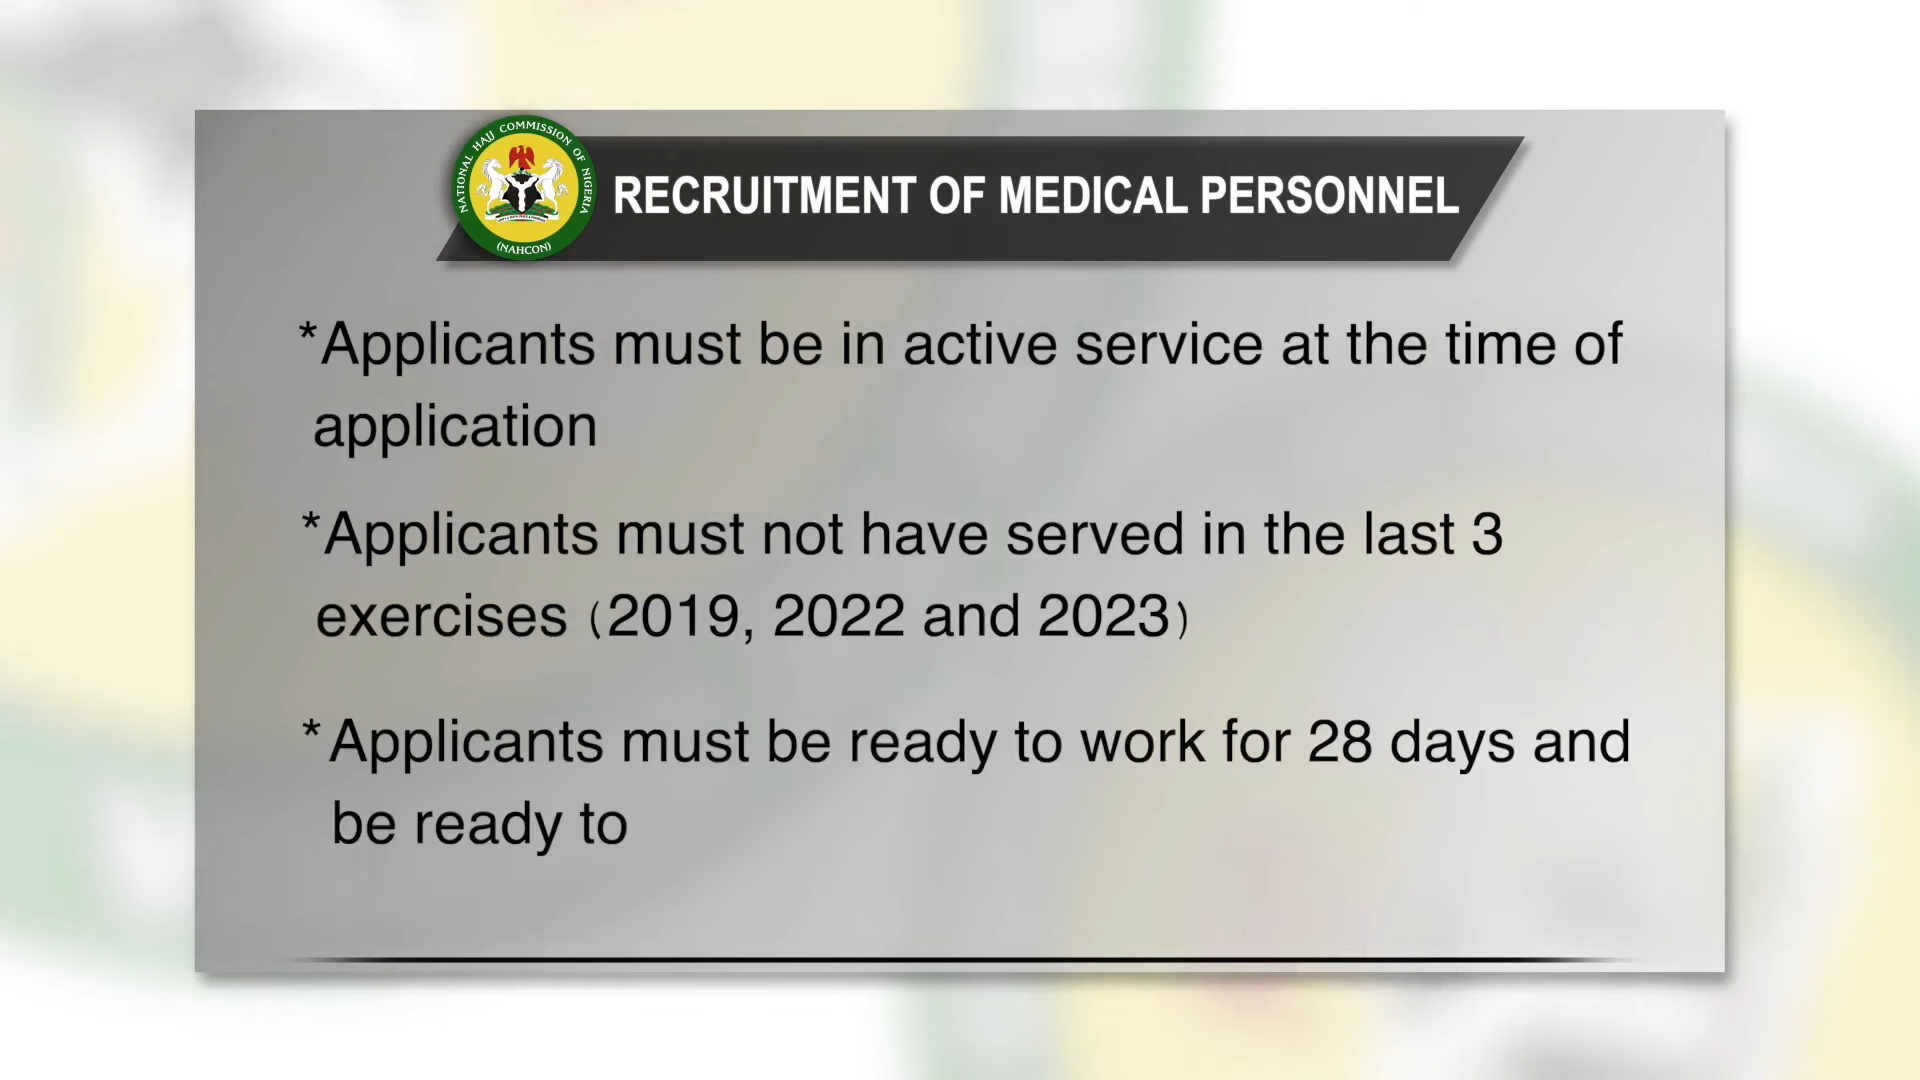 NATIONAL HAJJ COMMISSION OF NIGERIA
(NAHCON)
RECRUITMENT OF MEDICAL PERSONNEL
*Applicants must be in active service at the time of
application
*Applicants must not have served in the last 3
exercises (2019, 2022 and 2023)
*Applicants must be ready to work for 28 days and
be ready to